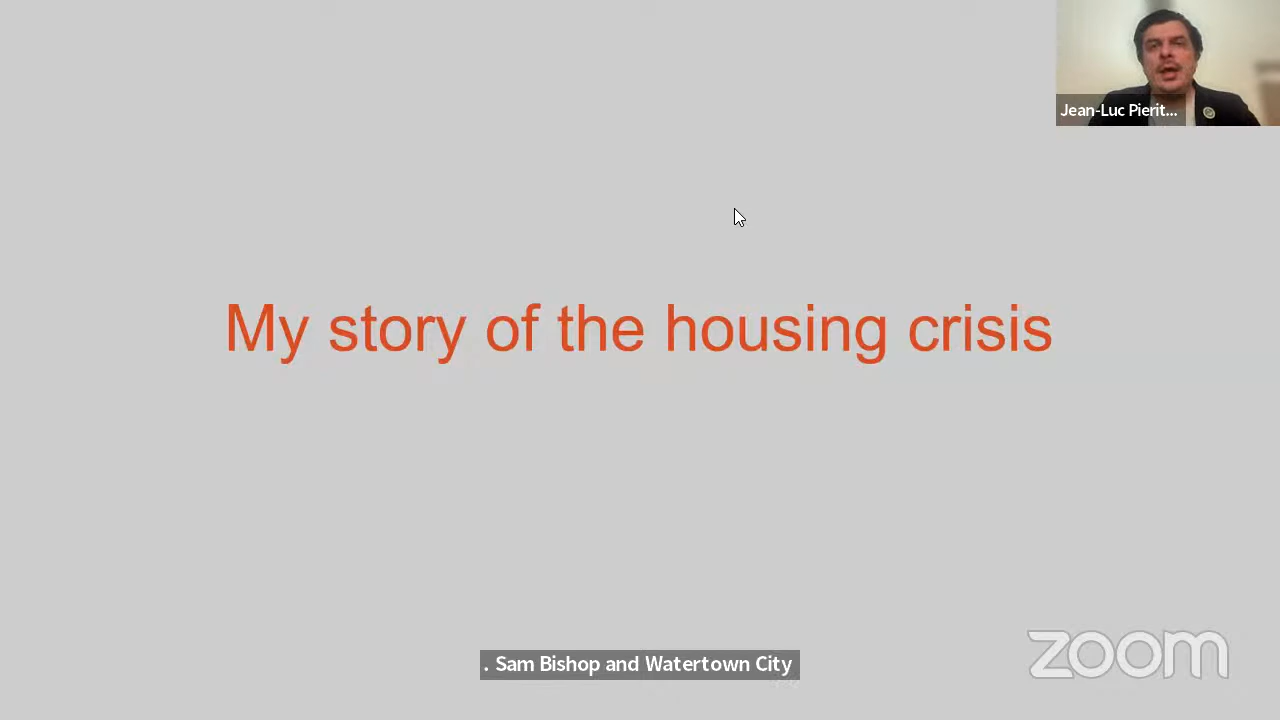 Jean-Luc Pierit...
My story of the housing crisis
. Sam Bishop and Watertown City
zoom